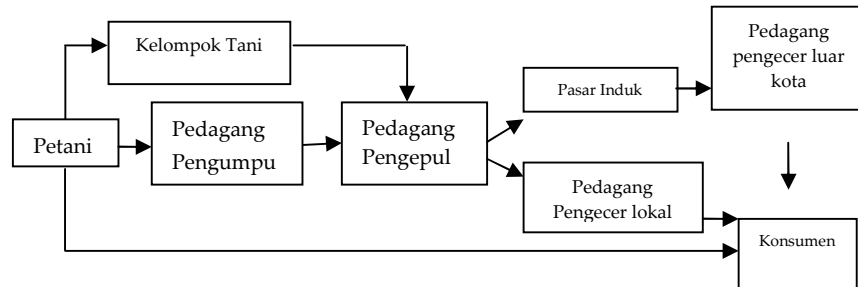 Kelompok Tani
Pedagang
pengecer luar
kota
Pasar Induk
Petani
Pedagang
Pengumpu
Pedagang
Pengepul
Pedagang
Pengecer lokal
Konsumen